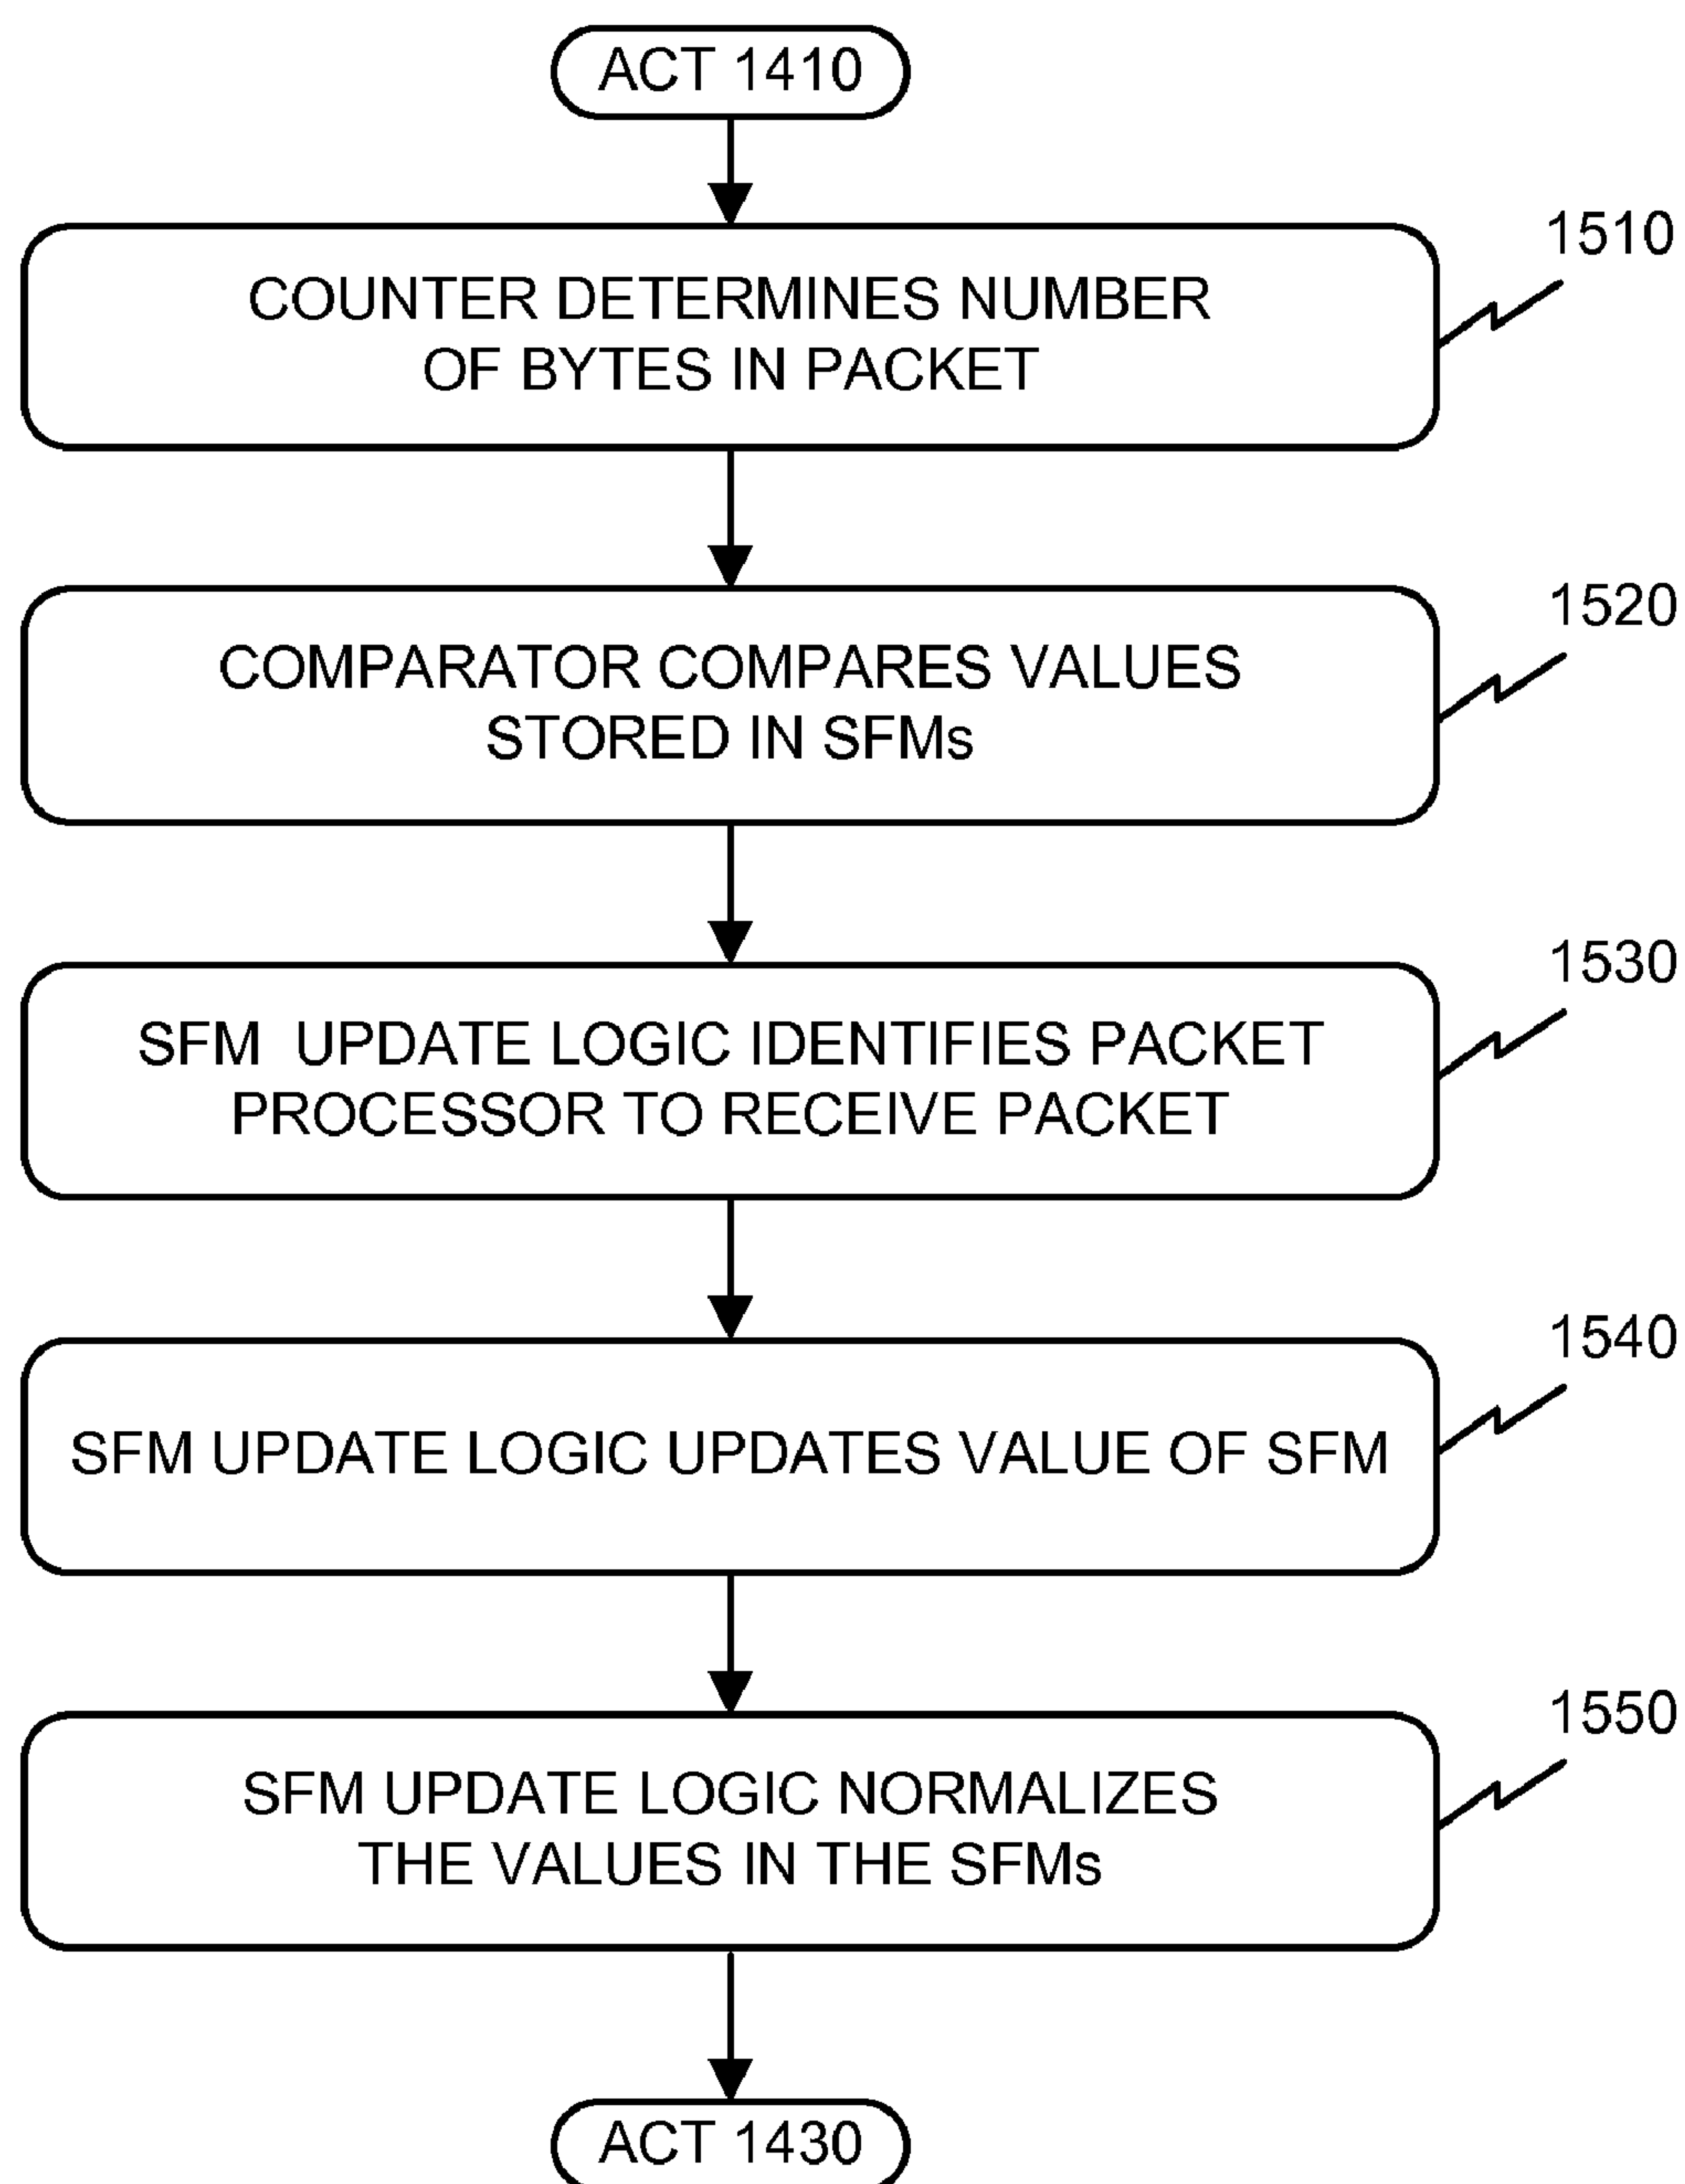 ACT 1410
1510
COUNTER DETERMINES NUMBER
OF BYTES IN PACKET
1520
COMPARATOR COMPARES VALUES
STORED IN SFMs
1530
SFM UPDATE LOGIC IDENTIFIES PACKET
PROCESSOR TO RECEIVE PACKET
1540
SFM UPDATE LOGIC UPDATES VALUE OF SFM
1550
SFM UPDATE LOGIC NORMALIZES
THE VALUES IN THE SFMs
ACT 1430